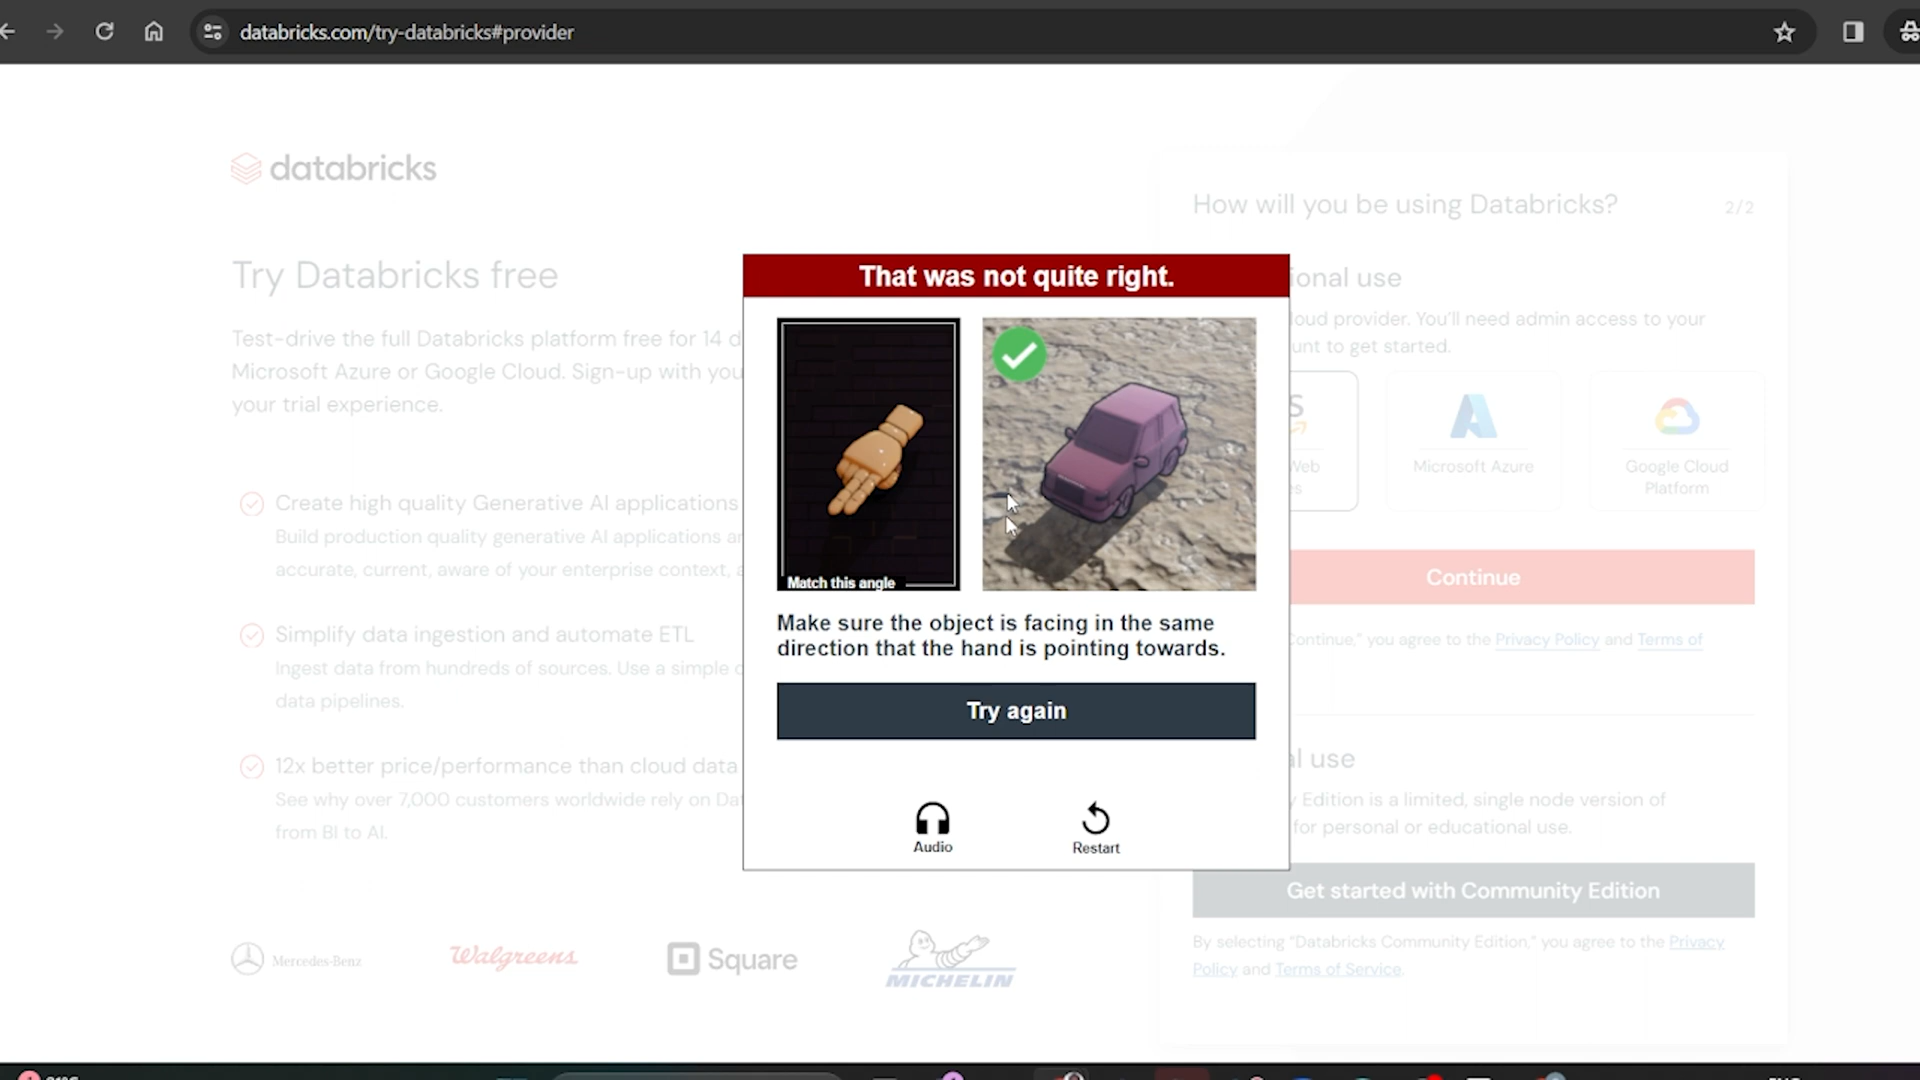 databricks.com/try-databricks#provider
databricks
Try Databricks free
Test-drive the full Databricks platform free for 14 d
Microsoft Azure or Google Cloud. Sign-up with you
your trial experience.
Create high quality Generative AI applications
Build production quality generative AI applications a
accurate, current, aware of your enterprise context, a
Simplify data ingestion and automate ETL
Ingest data from hundreds of sources. Use a simple
data pipelines.
12x better price/performance than cloud data
See why over 7,000 customers worldwide rely on Dat
from BI to AI.
Mercedes-Benz
Walgreens
Square
MICHELIN
That was not quite right.
Match this angle
Make sure the object is facing in the same
direction that the hand is pointing towards.
Try again
Audio
Restart
How will you be using Databricks?
2/2
ional use
loud provider. You'll need admin access to your
unt to get started.
S
Web
es
Microsoft Azure
Google Cloud
Platform
Continue
Continue," you agree to the Privacy Policy and Terms of
al use
y Edition is a limited, single node version of
for personal or educational use.
Get started with Community Edition
By selecting "Databricks Community Edition," you agree to the Privacy
Policy and Terms of Service.